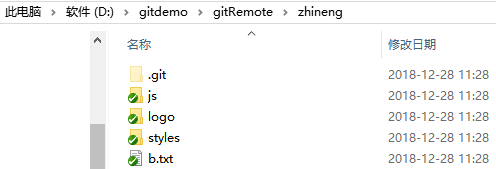 此电脑 > 软件 (D:) > gitdemo > gitRemote > zhineng
名称 修改日期
.git 2018-12-28 11:28
js 2018-12-28 11:28
logo 2018-12-28 11:28
styles 2018-12-28 11:28
b.txt 2018-12-28 11:28